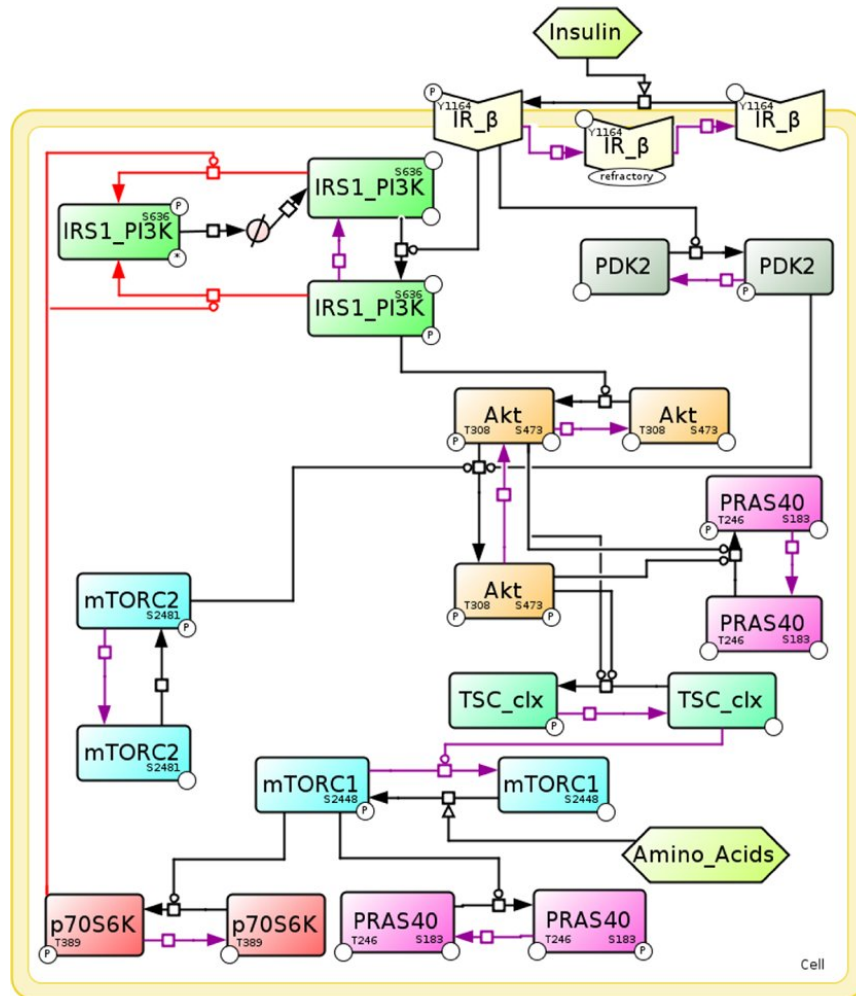 Insulin
P
Y1164
IR_β
Y1164
IR_β
refractory
Y1164
IR_β
S636
IRS1_PI3K
P
S636
IRS1_PI3K
*
S636
IRS1_PI3K
P
PDK2
PDK2
P
Akt
T308 S473
P
Akt
T308 S473
PRAS40
T246 S183
P
Akt
T308 S473
P P
PRAS40
T246 S183
mTORC2
S2481
P
TSC_clx
P
TSC_clx
mTORC2
S2481
mTORC1
S2448
P
mTORC1
S2448
Amino_Acids
p70S6K
T389
P
p70S6K
T389
PRAS40
T246 S183
PRAS40
T246 S183
P
Cell